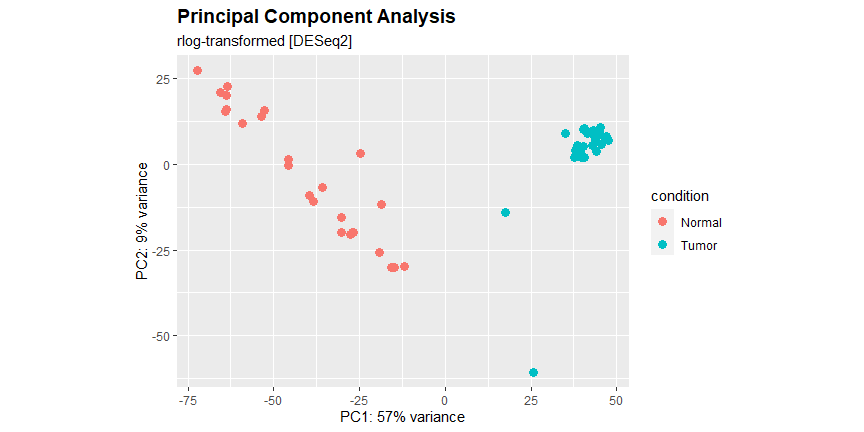 Principal Component Analysis
rlog-transformed [DESeq2]
PC2: 9% variance
25
0
-25
-50
-75
-50
-25
0
25
50
PC1: 57% variance
condition
Normal
Tumor